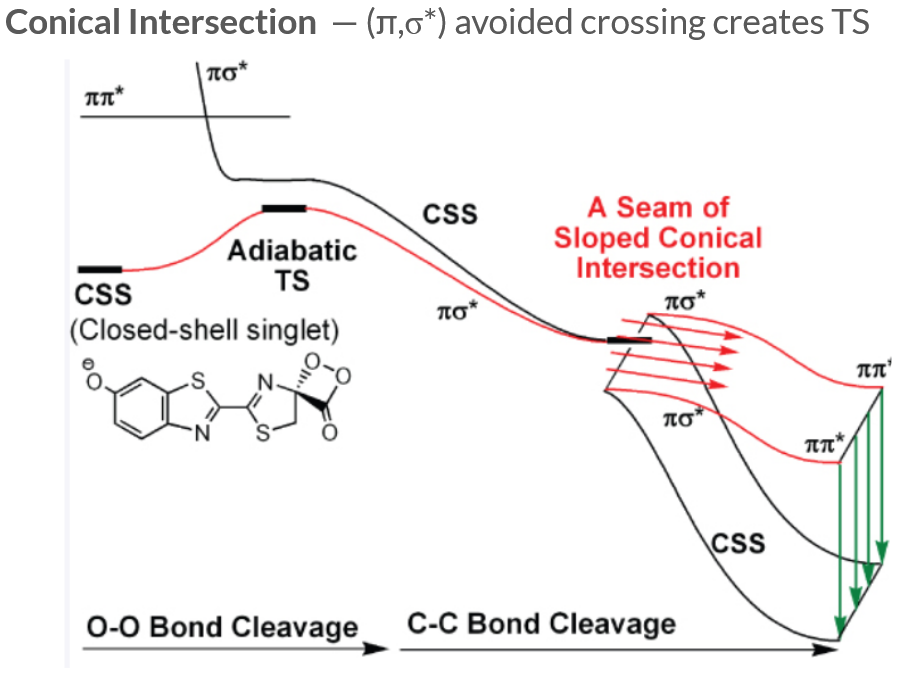 Conical Intersection — (π,σ*) avoided crossing creates TS
πσ*
ππ*
CSS
A Seam of
Sloped Conical
Intersection
Adiabatic
TS
CSS
πσ*
πσ*
(Closed-shell singlet)
ππ*
πσ*
ππ*
⊖
O
S
N
O
O
N
S
O
CSS
O-O Bond Cleavage
C-C Bond Cleavage